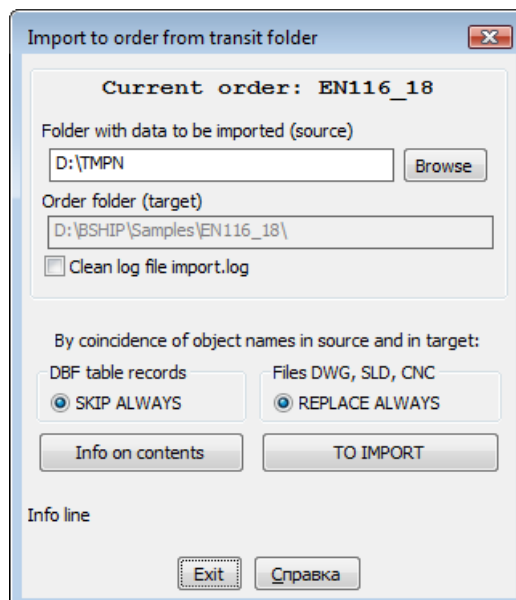 Import to order from transit folder
Current order: EN116_18
Folder with data to be imported (source)
D:\TMPN
Browse
Order folder (target)
D:\BSHIP\Samples\EN116_18\
Clean log file import.log
By coincidence of object names in source and in target:
DBF table records
Files DWG, SLD, CNC
SKIP ALWAYS
REPLACE ALWAYS
Info on contents
TO IMPORT
Info line
Exit
Справка